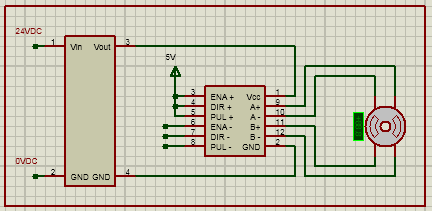 24VDC
1 Vin Vout 3
5V
3 ENA + Vcc 1
4 DIR + A+ 9
5 PUL + A - 10
6 ENA - B+ 11
7 DIR - B - 12
8 PUL - GND 2
0VDC
2 GND GND 4